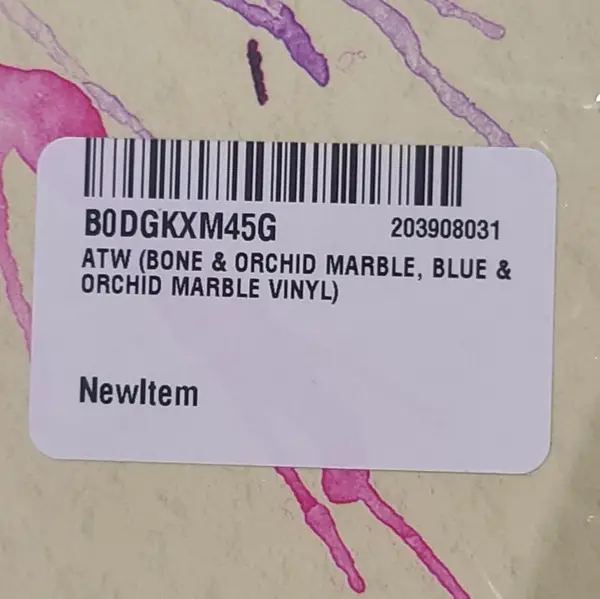 B0DGKXM45G 203908031
ATW (BONE & ORCHID MARBLE, BLUE &
ORCHID MARBLE VINYL)
NewItem